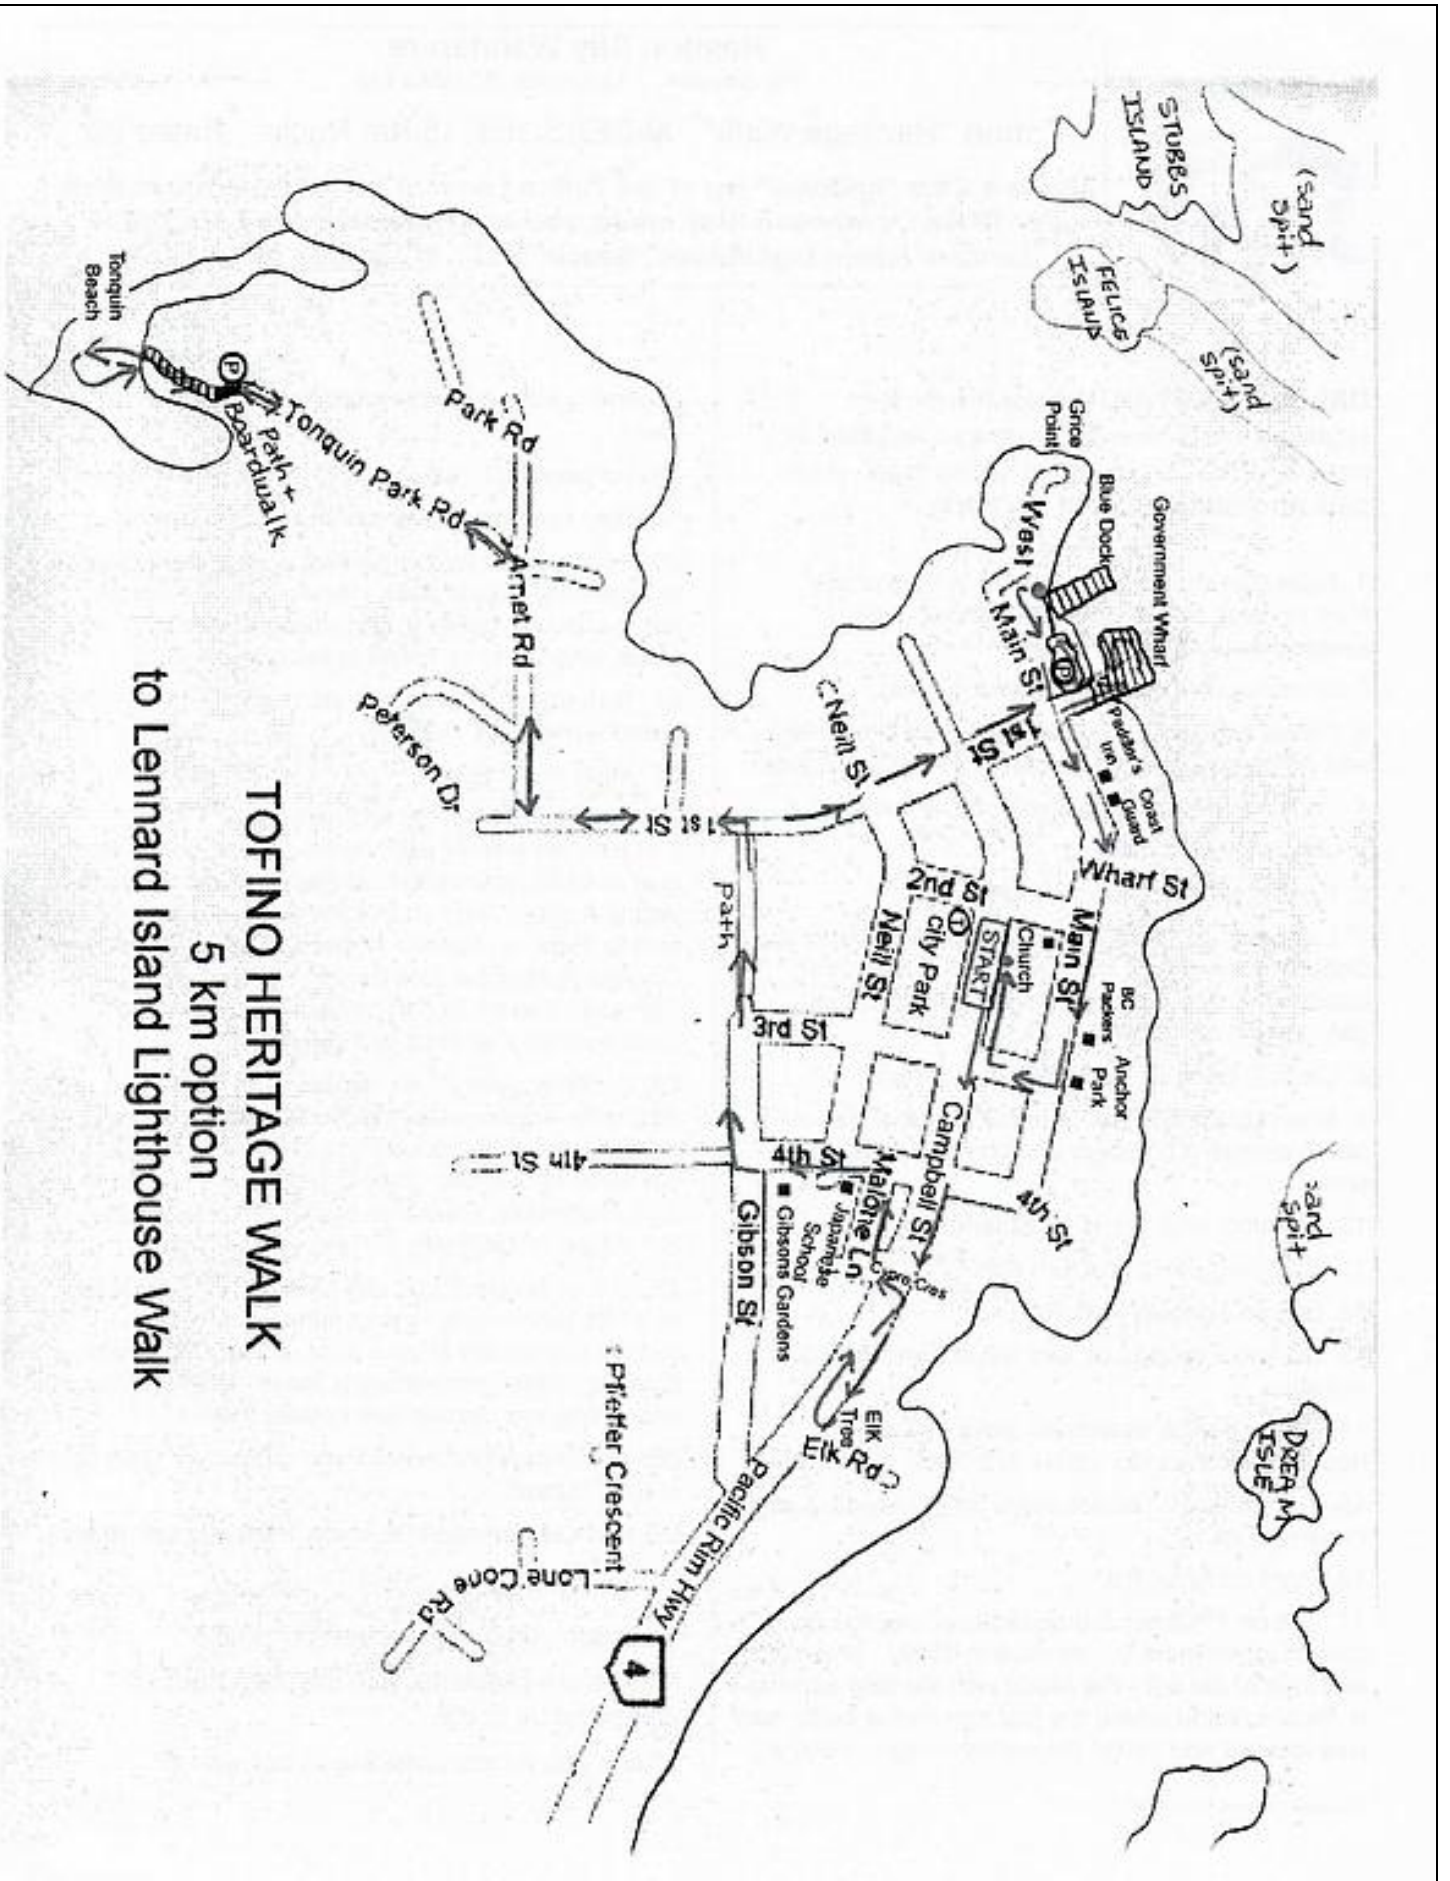 STUBBS
ISLAND
(sand
spit)
FELICE
ISLAND
(sand
spit)
sand
spit
DREAM
ISLE
Grice
Point
Blue Dock
Government Wharf
West
Main St
P
Paddler's
Inn
Coast
Guard
Wharf St
1st St
Neill St
2nd St
Main St
BC
Packers
Anchor
Park
Church
START
City Park
Neill St
3rd St
Campbell St
4th St
4th St
Malone Ln
Japanese
School
Gibsons Gardens
Elk
Tree
Elk Rd
Path
1st St
4th St
Gibson St
Pacific Rim Hwy
4
Pfieffer Crescent
Lone Cone
Rd
Park Rd
Arnet Rd
Peterson Dr
Tonquin Park Rd
P
Path +
Boardwalk
Tonquin
Beach
TOFINO HERITAGE WALK
5 km option
to Lennard Island Lighthouse Walk